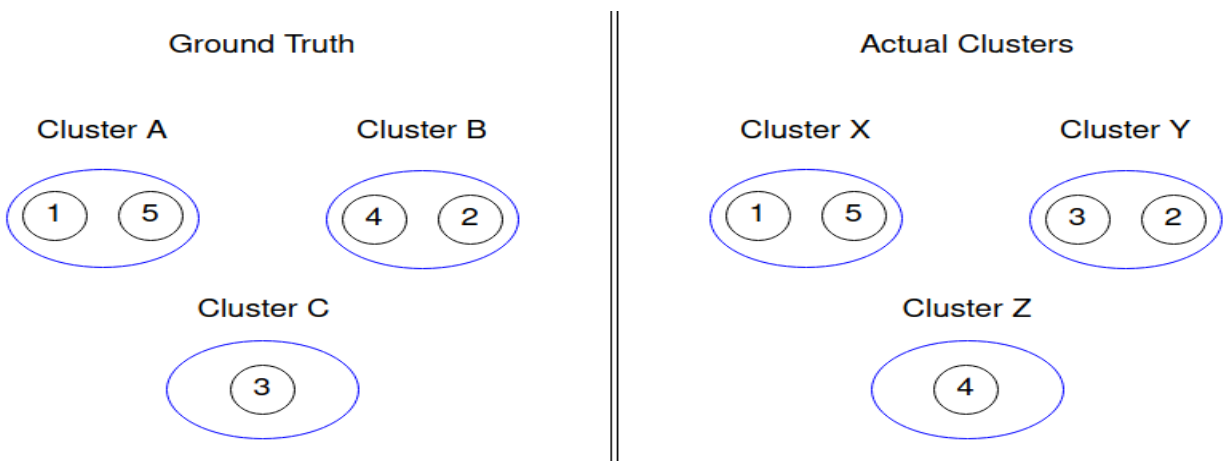 Ground Truth
Actual Clusters
Cluster A
Cluster B
Cluster X
Cluster Y
1
5
4
2
1
5
3
2
Cluster C
Cluster Z
3
4